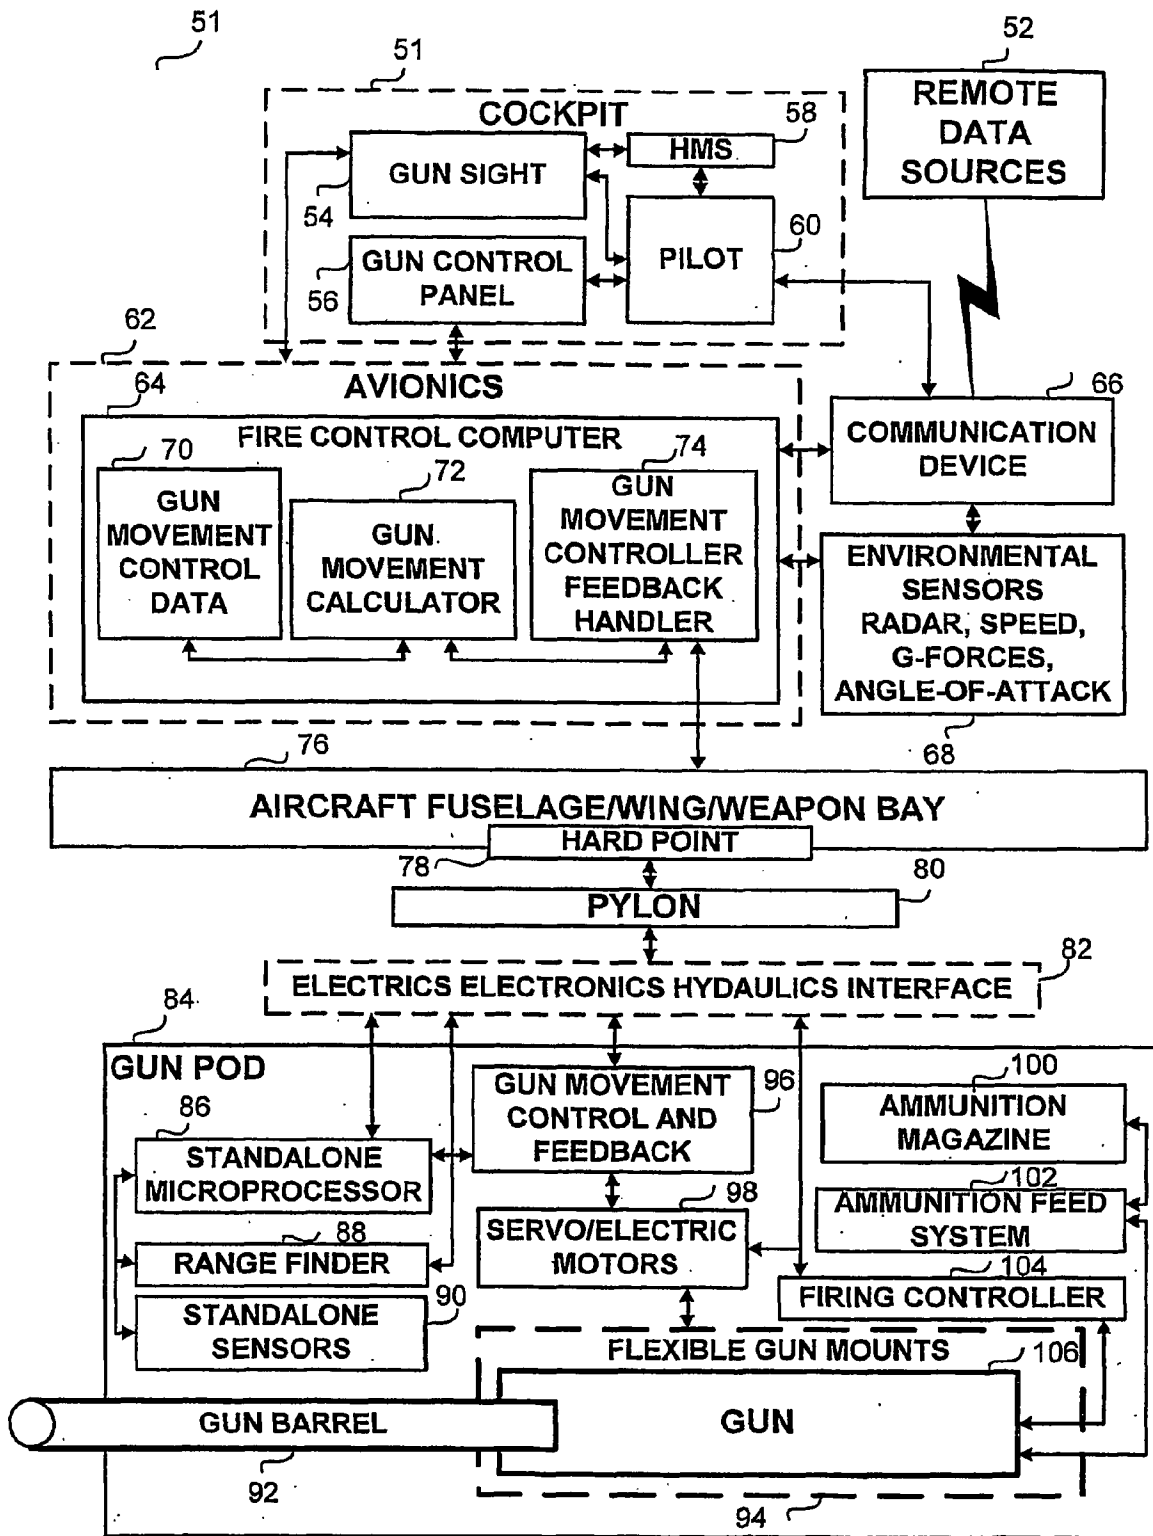 51
51
52
COCKPIT
REMOTE
DATA
SOURCES
58
HMS
GUN SIGHT
54
60
PILOT
GUN CONTROL
PANEL
56
62
AVIONICS
64
66
FIRE CONTROL COMPUTER
COMMUNICATION
DEVICE
70
GUN
MOVEMENT
CONTROL
DATA
72
GUN
MOVEMENT
CALCULATOR
74
GUN
MOVEMENT
CONTROLLER
FEEDBACK
HANDLER
ENVIRONMENTAL
SENSORS
RADAR, SPEED,
G-FORCES,
ANGLE-OF-ATTACK
68
76
AIRCRAFT FUSELAGE/WING/WEAPON BAY
HARD POINT
78
80
PYLON
82
ELECTRICS ELECTRONICS HYDAULICS INTERFACE
84
GUN POD
86
STANDALONE
MICROPROCESSOR
88
RANGE FINDER
90
STANDALONE
SENSORS
GUN MOVEMENT
CONTROL AND
FEEDBACK
96
98
SERVO/ELECTRIC
MOTORS
100
AMMUNITION
MAGAZINE
102
AMMUNITION FEED
SYSTEM
104
FIRING CONTROLLER
FLEXIBLE GUN MOUNTS
106
GUN BARREL
GUN
92
94